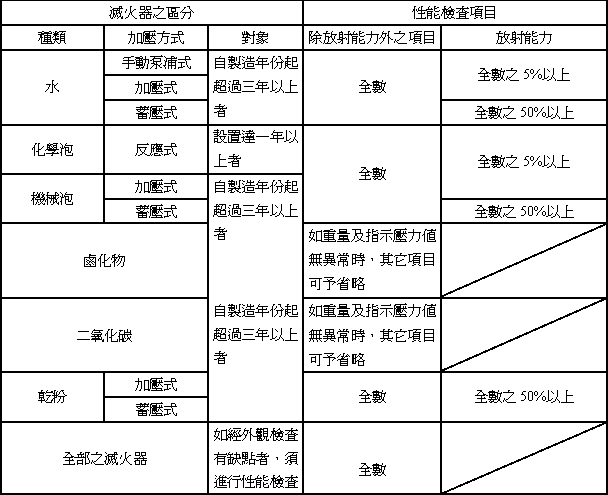 滅火器之區分 性能檢查項目
種類 加壓方式 對象 除放射能力外之項目 放射能力
水
手動泵浦式
加壓式
蓄壓式
自製造年份起
超過三年以上
者
全數
全數之 5%以上
全數之 50%以上
化學泡 反應式
設置達一年以
上者
全數
全數之 5%以上
機械泡
加壓式
蓄壓式
自製造年份起
超過三年以上
者
全數之 50%以上
鹵化物
如重量及指示壓力值
無異常時，其它項目
可予省略
二氧化碳
自製造年份起
超過三年以上
者
如重量及指示壓力值
無異常時，其它項目
可予省略
乾粉
加壓式
蓄壓式
全數
全數之 50%以上
全部之滅火器
如經外觀檢查
有缺點者，須
進行性能檢查
全數